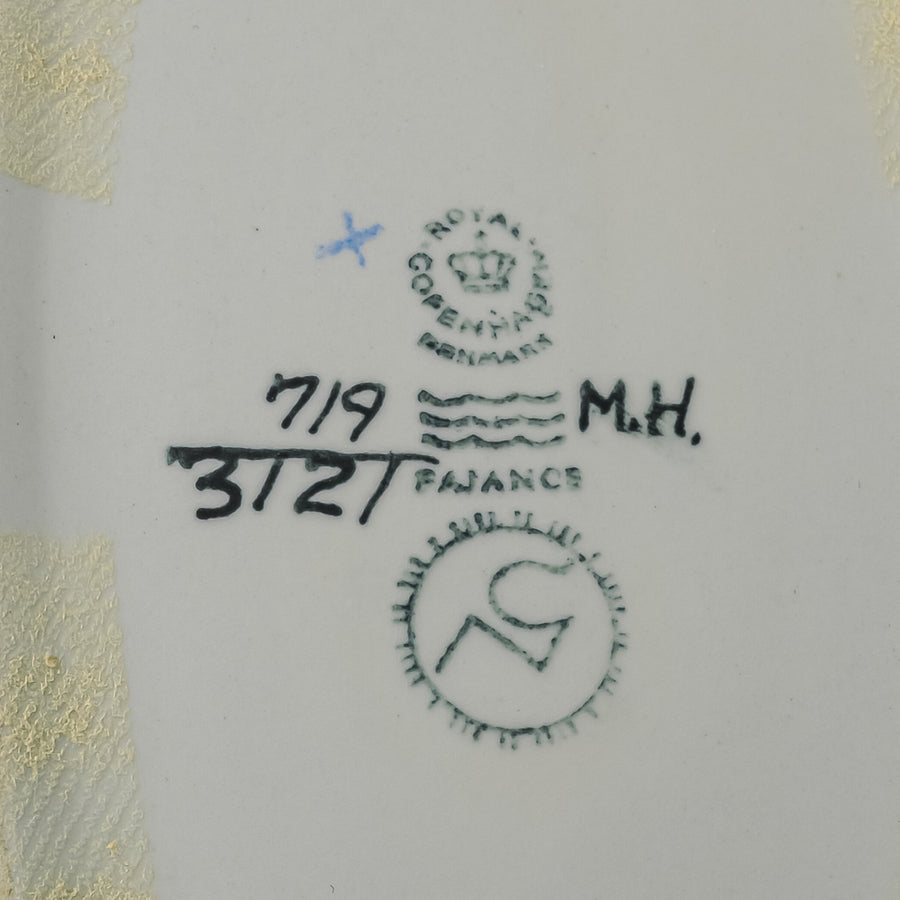 ROYAL COPENHAGEN
DENMARK
719
3121
M.H.
FAJANCE